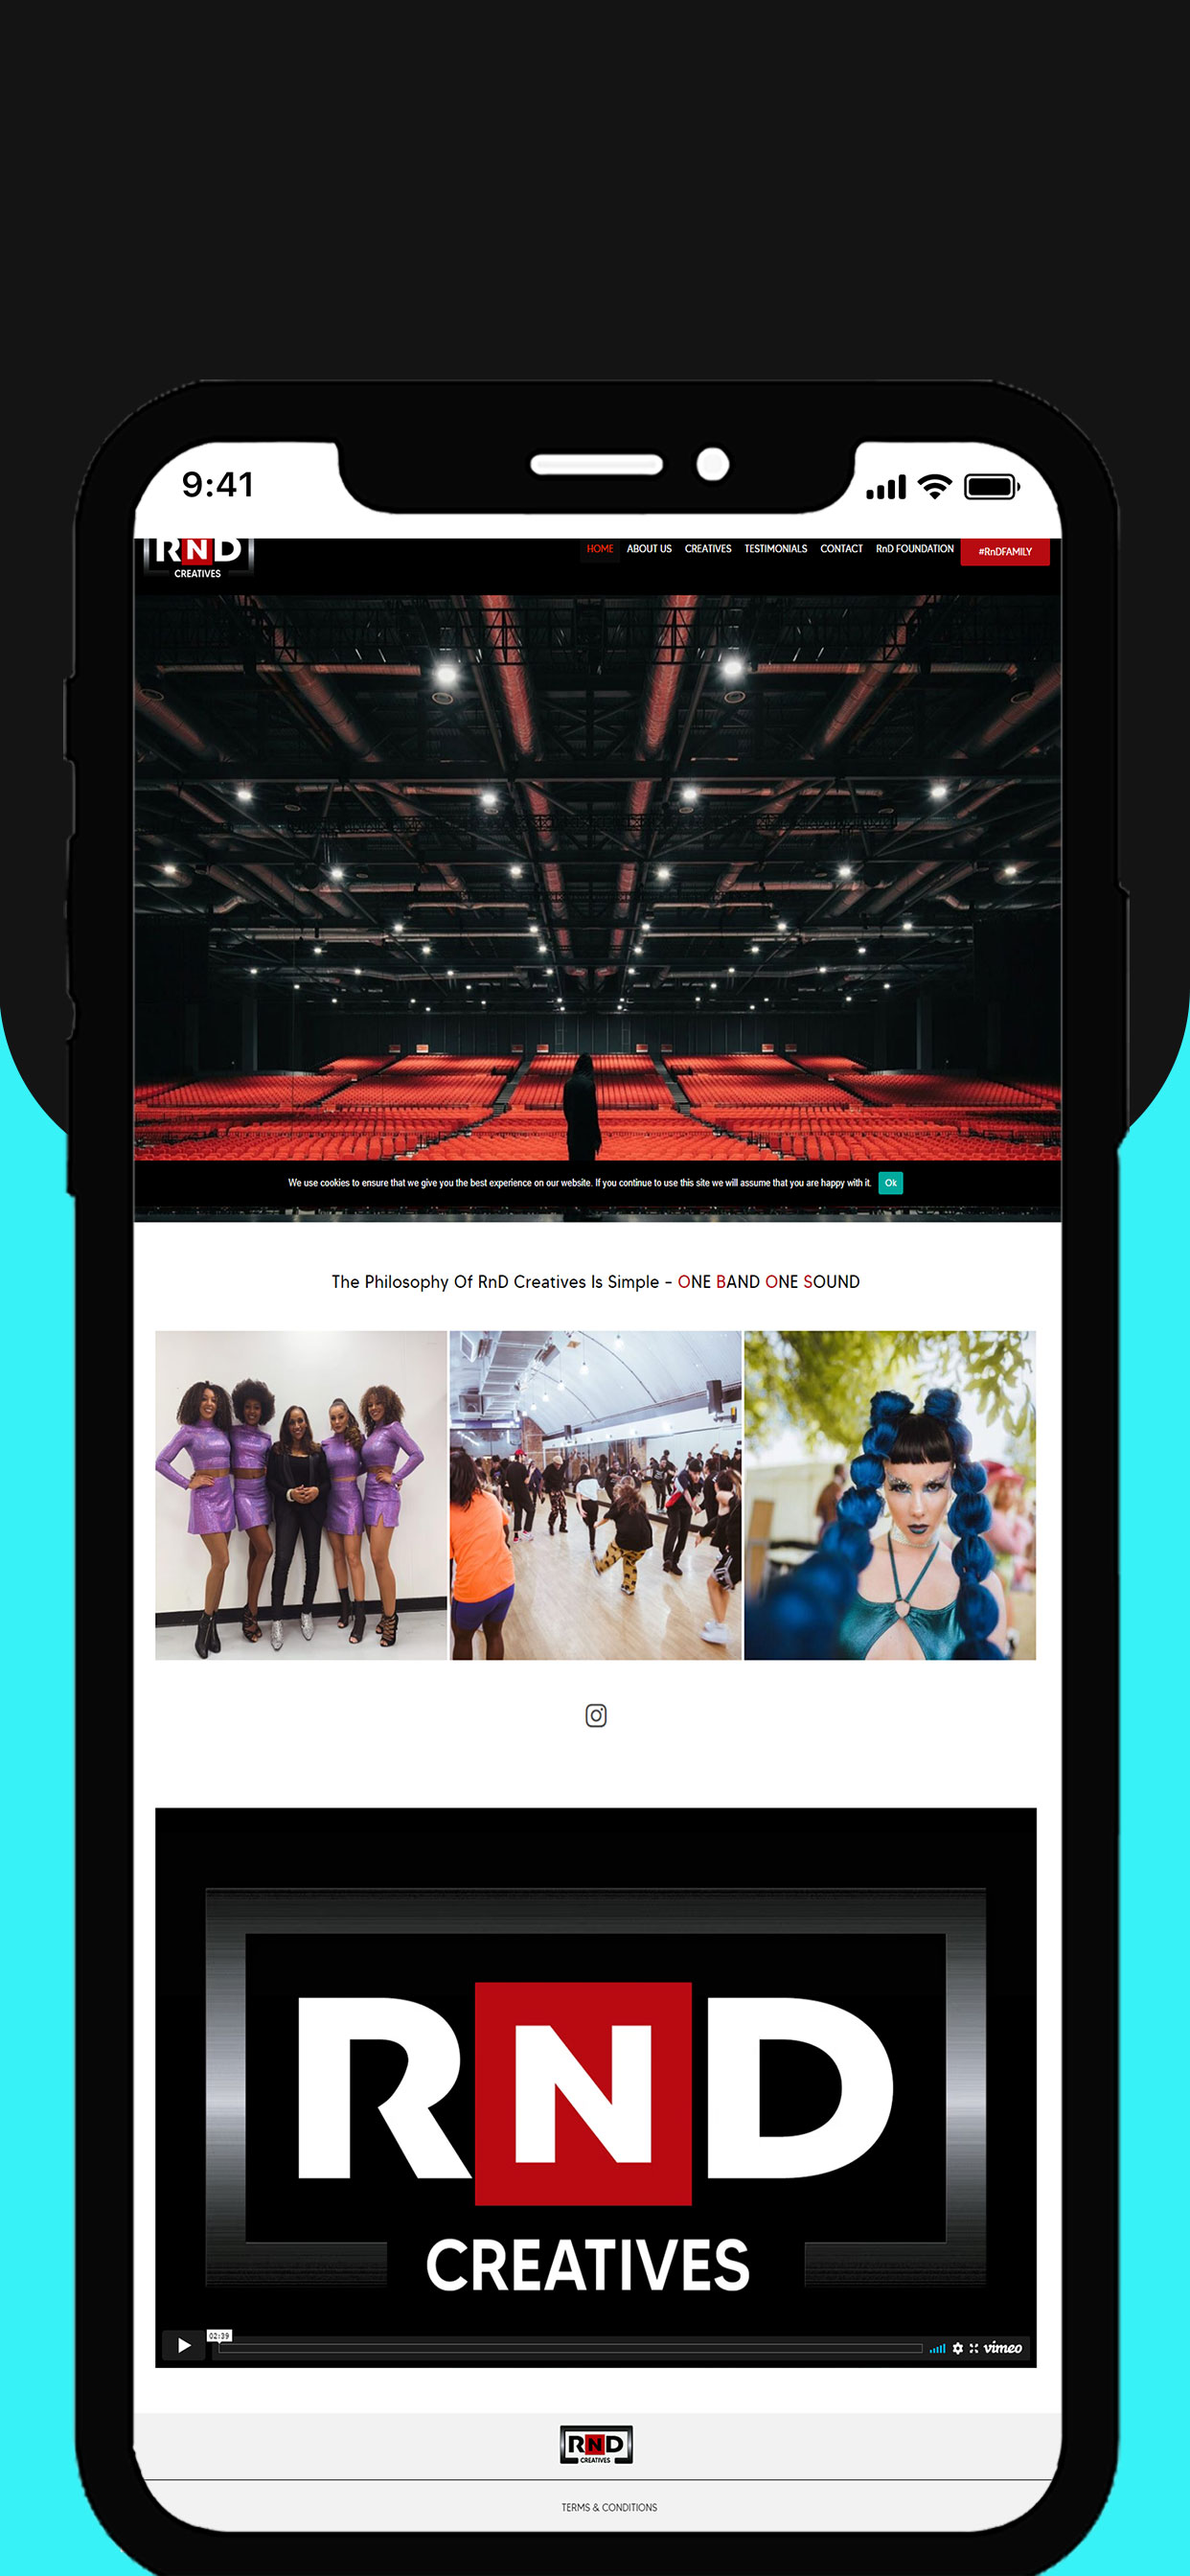 9:41
RND
CREATIVES
HOME ABOUT US CREATIVES TESTIMONIALS CONTACT RnD FOUNDATION #RnDFAMILY
We use cookies to ensure that we give you the best experience on our website. If you continue to use this site we will assume that you are happy with it. Ok
The Philosophy Of RnD Creatives Is Simple - ONE BAND ONE SOUND
RND
CREATIVES
02:39
vimeo
RND
CREATIVES
TERMS & CONDITIONS